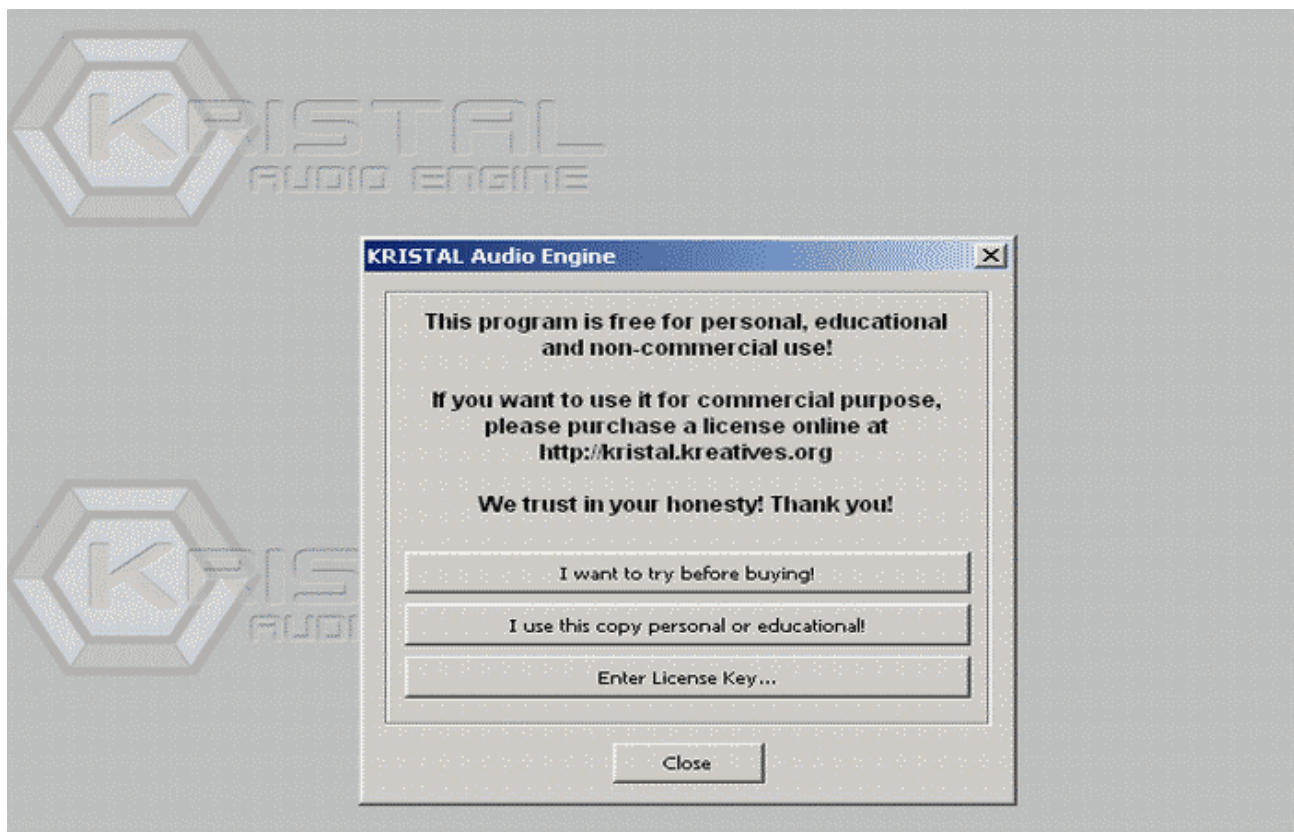 KRISTAL
AUDIO ENGINE
KRISTAL Audio Engine
This program is free for personal, educational
and non-commercial use!
If you want to use it for commercial purpose,
please purchase a license online at
http://kristal.kreatives.org
We trust in your honesty! Thank you!
KRIS
AUDI
I want to try before buying!
I use this copy personal or educational!
Enter License Key...
Close